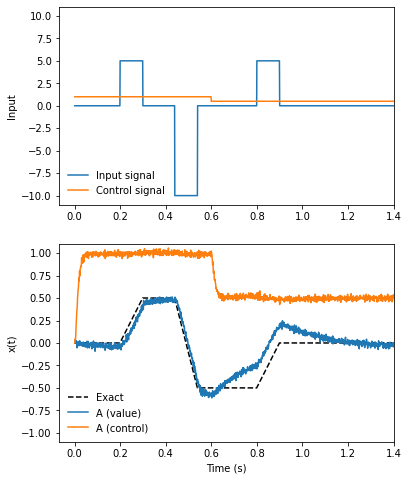 10.0
7.5
5.0
2.5
0.0
−2.5
−5.0
−7.5
−10.0
Input
Input signal
Control signal
0.0 0.2 0.4 0.6 0.8 1.0 1.2 1.4
1.00
0.75
0.50
0.25
0.00
−0.25
−0.50
−0.75
−1.00
x(t)
Exact
A (value)
A (control)
0.0 0.2 0.4 0.6 0.8 1.0 1.2 1.4
Time (s)